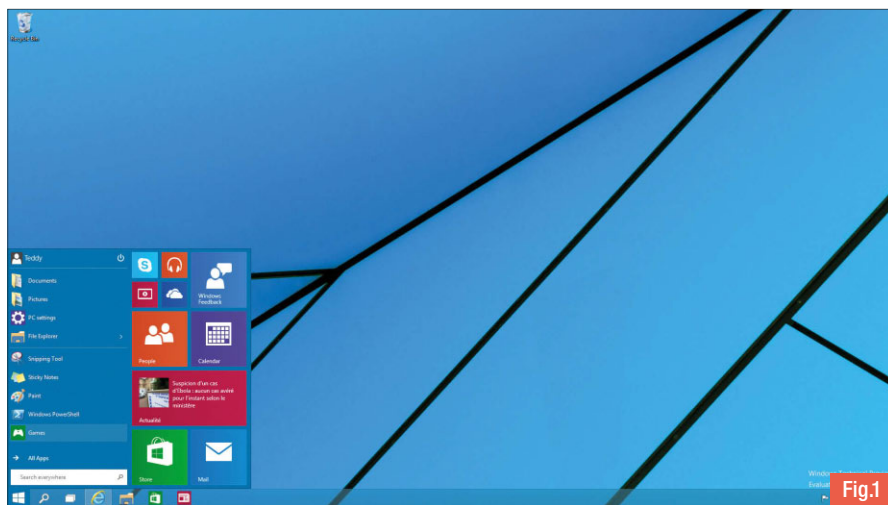 Recycle Bin
Teddy
Documents
Pictures
PC settings
File Explorer
Snipping Tool
Sticky Notes
Paint
Windows PowerShell
Games
All Apps
Search everywhere
Windows
Feedback
People
Calendar
Suspicion d'un cas
d'Ebola : aucun cas avéré
pour l'instant selon le
ministère
Actualité
Store
Mail
Windows Technical
Fig.1